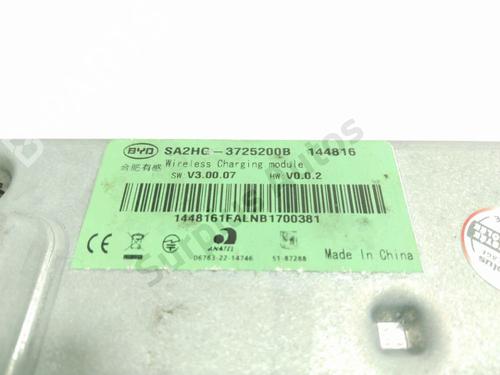 BYD SA2HC-3725200B 144816
合肥有感 Wireless Charging module
SW V3.00.07 HW V0.0.2
1448161FALNB1700381
CE ANATEL
06783-22-14746 51-87288 Made in China